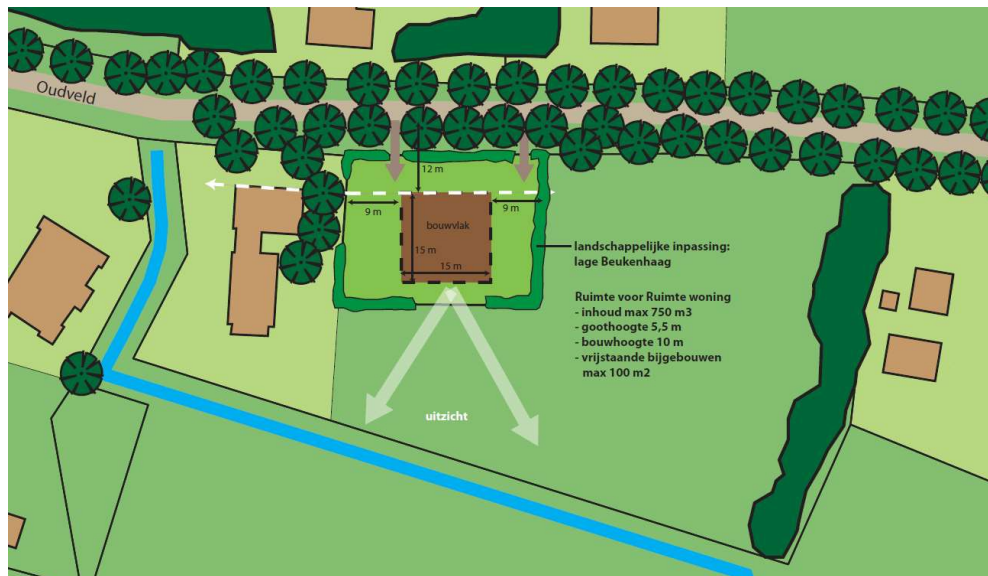 Oudveld
12 m
9 m
9 m
bouwvlak
15 m
15 m
landschappelijke inpassing:
lage Beukenhaag
Ruimte voor Ruimte woning
- inhoud max 750 m3
- goothoogte 5,5 m
- bouwhoogte 10 m
- vrijstaande bijgebouwen
max 100 m2
uitzicht